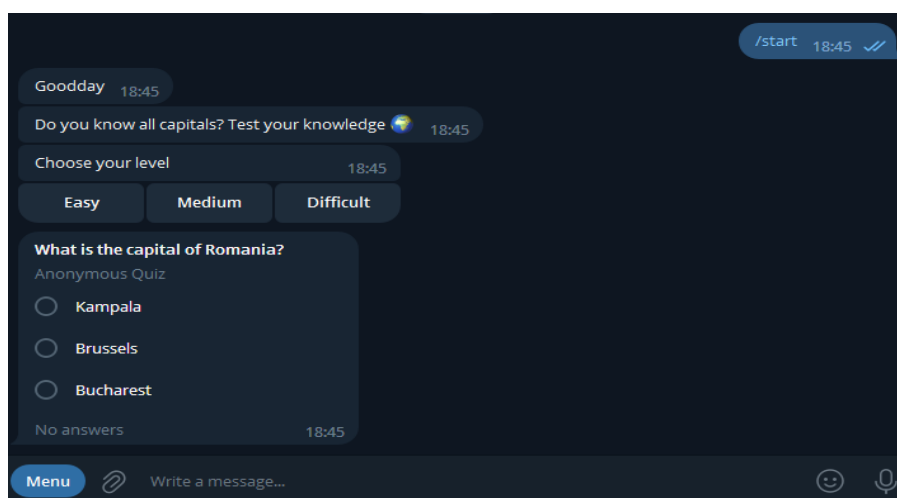 /start 18:45
Goodday 18:45
Do you know all capitals? Test your knowledge 🌍 18:45
Choose your level 18:45
Easy Medium Difficult
What is the capital of Romania?
Anonymous Quiz
Kampala
Brussels
Bucharest
No answers 18:45
Menu Write a message...